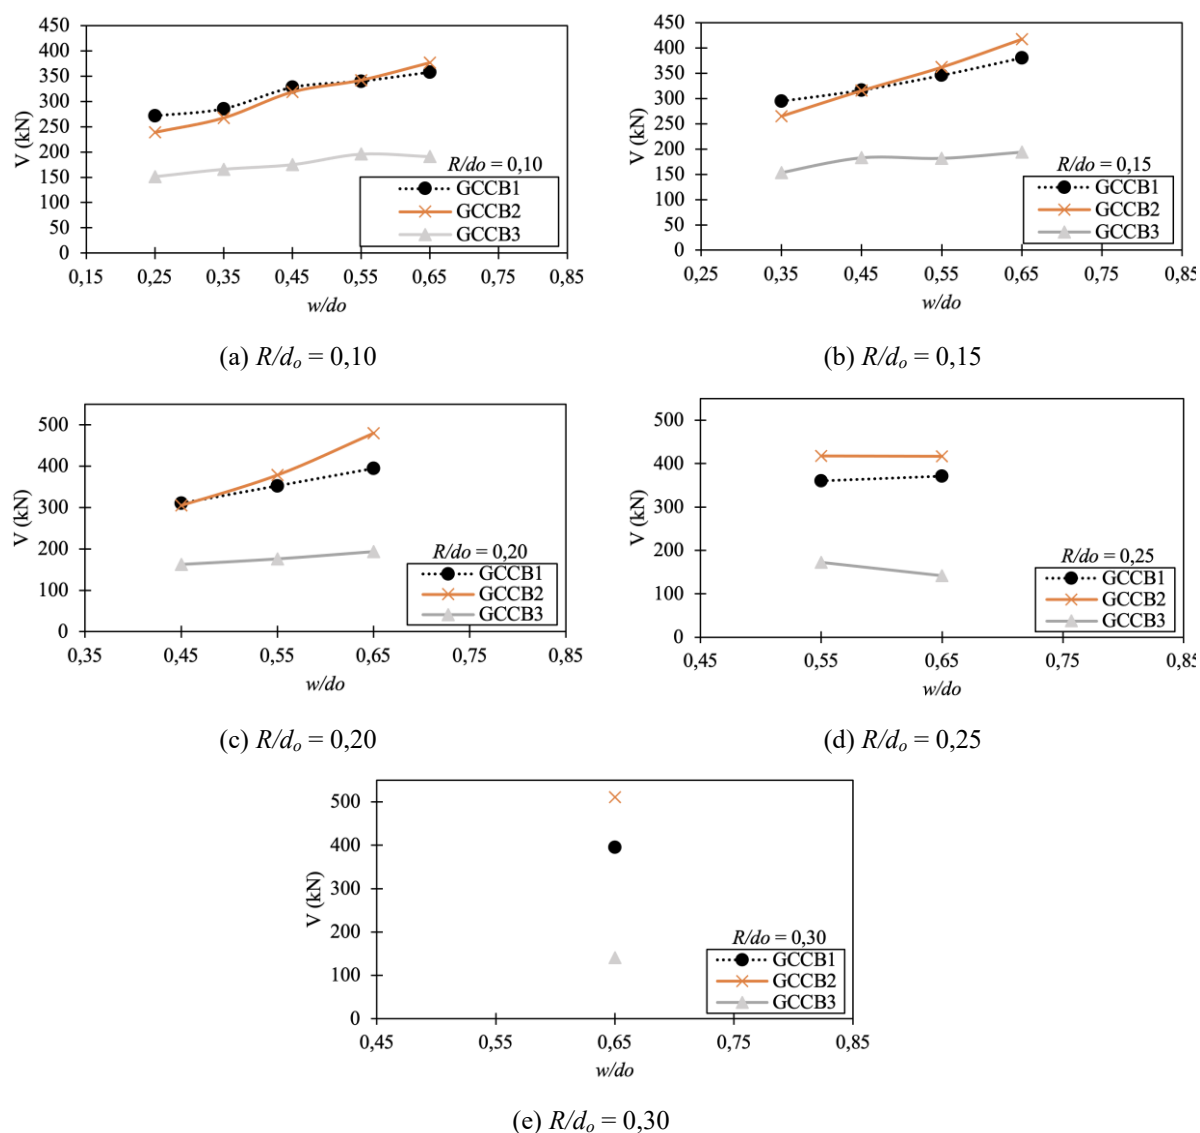 450
400
350
300
250
200
150
100
50
0
V (kN)
R/do = 0,10
GCCB1
GCCB2
GCCB3
0,15 0,25 0,35 0,45 0,55 0,65 0,75 0,85
w/do
(a) R/do = 0,10
450
400
350
300
250
200
150
100
50
0
V (kN)
R/do = 0,15
GCCB1
GCCB2
GCCB3
0,25 0,35 0,45 0,55 0,65 0,75 0,85
w/do
(b) R/do = 0,15
500
400
300
200
100
0
V (kN)
R/do = 0,20
GCCB1
GCCB2
GCCB3
0,35 0,45 0,55 0,65 0,75 0,85
w/do
(c) R/do = 0,20
500
400
300
200
100
0
V (kN)
R/do = 0,25
GCCB1
GCCB2
GCCB3
0,45 0,55 0,65 0,75 0,85
w/do
(d) R/do = 0,25
500
400
300
200
100
0
V (kN)
R/do = 0,30
GCCB1
GCCB2
GCCB3
0,45 0,55 0,65 0,75 0,85
w/do
(e) R/do = 0,30